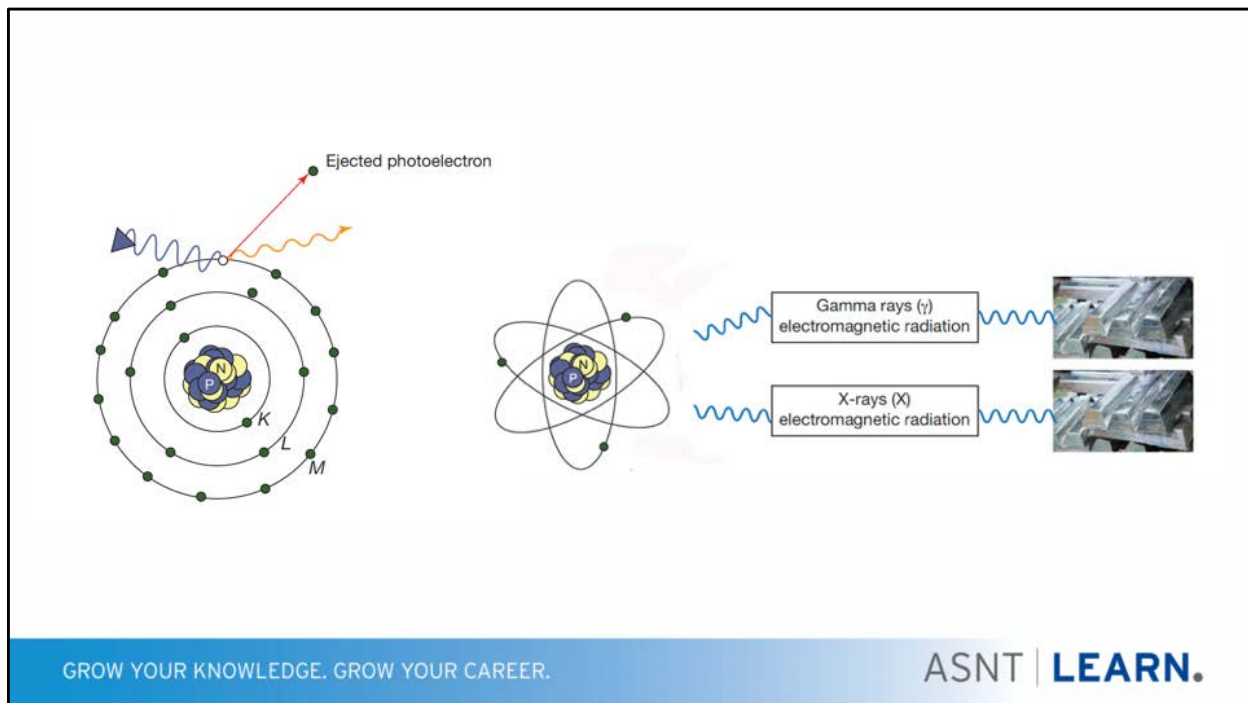 Ejected photoelectron
N
P
K
L
M
N
P
Gamma rays (γ)
electromagnetic radiation
X-rays (X)
electromagnetic radiation
GROW YOUR KNOWLEDGE. GROW YOUR CAREER.
ASNT | LEARN.